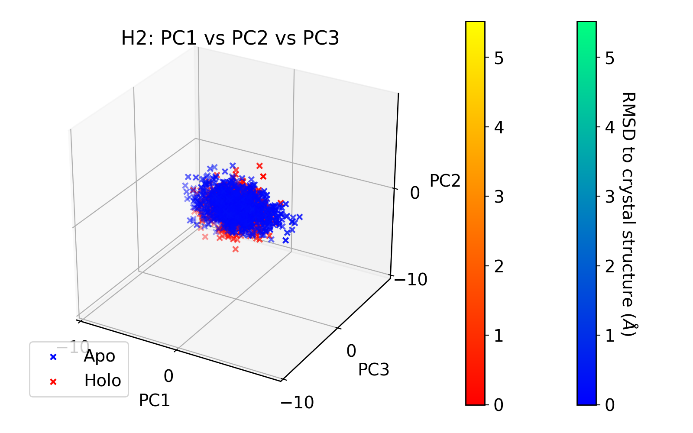 H2: PC1 vs PC2 vs PC3
5
4
3
2
1
0
5
4
3
2
1
0
RMSD to crystal structure (Å)
PC2
0
−10
0
PC3
−10
−10
0
PC1
Apo
Holo